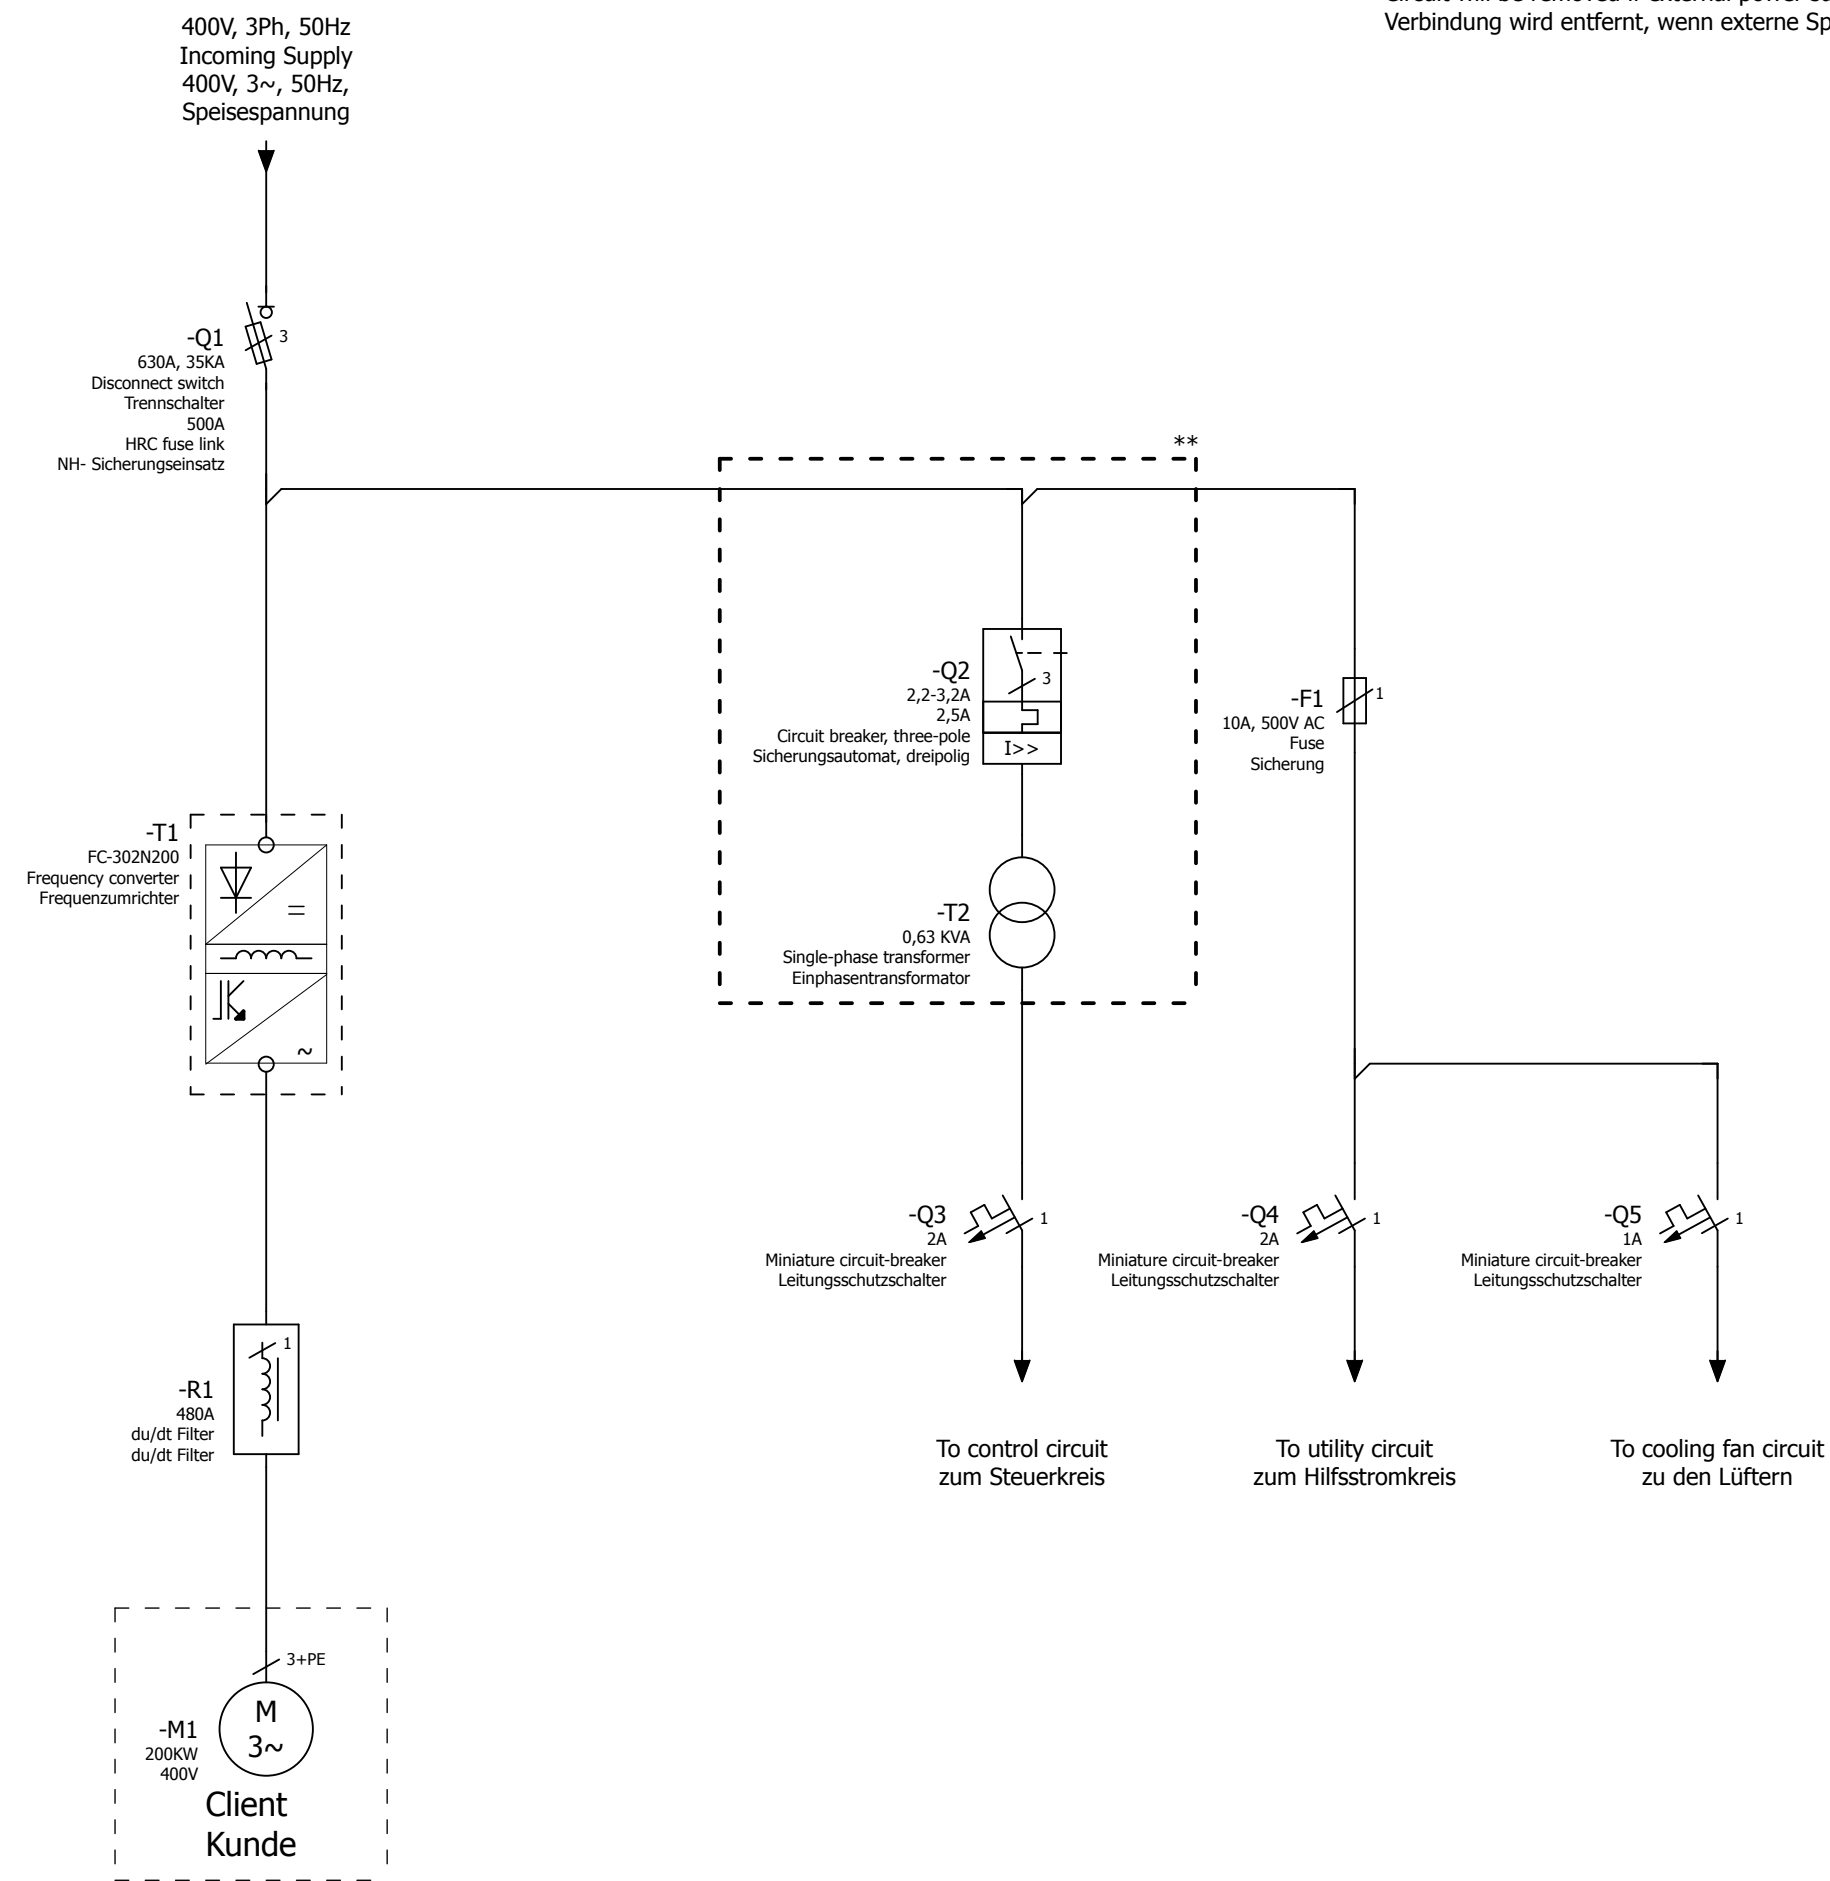 Verbindung wird entfernt, wenn externe Sp
400V, 3Ph, 50Hz
Incoming Supply
400V, 3~, 50Hz,
Speisespannung
-Q1
3
630A, 35KA
Disconnect switch
Trennschalter
500A
HRC fuse link
NH- Sicherungseinsatz
**
-Q2
3
2,2-3,2A
2,5A
Circuit breaker, three-pole
Sicherungsautomat, dreipolig
I>>
-F1
1
10A, 500V AC
Fuse
Sicherung
-T1
FC-302N200
Frequency converter
Frequenzumrichter
=
~
-T2
0,63 KVA
Single-phase transformer
Einphasentransformator
-Q3
1
2A
Miniature circuit-breaker
Leitungsschutzschalter
-Q4
1
2A
Miniature circuit-breaker
Leitungsschutzschalter
-Q5
1
1A
Miniature circuit-breaker
Leitungsschutzschalter
1
-R1
480A
du/dt Filter
du/dt Filter
To control circuit
zum Steuerkreis
To utility circuit
zum Hilfsstromkreis
To cooling fan circuit
zu den Lüftern
3+PE
M
3~
-M1
200KW
400V
Client
Kunde